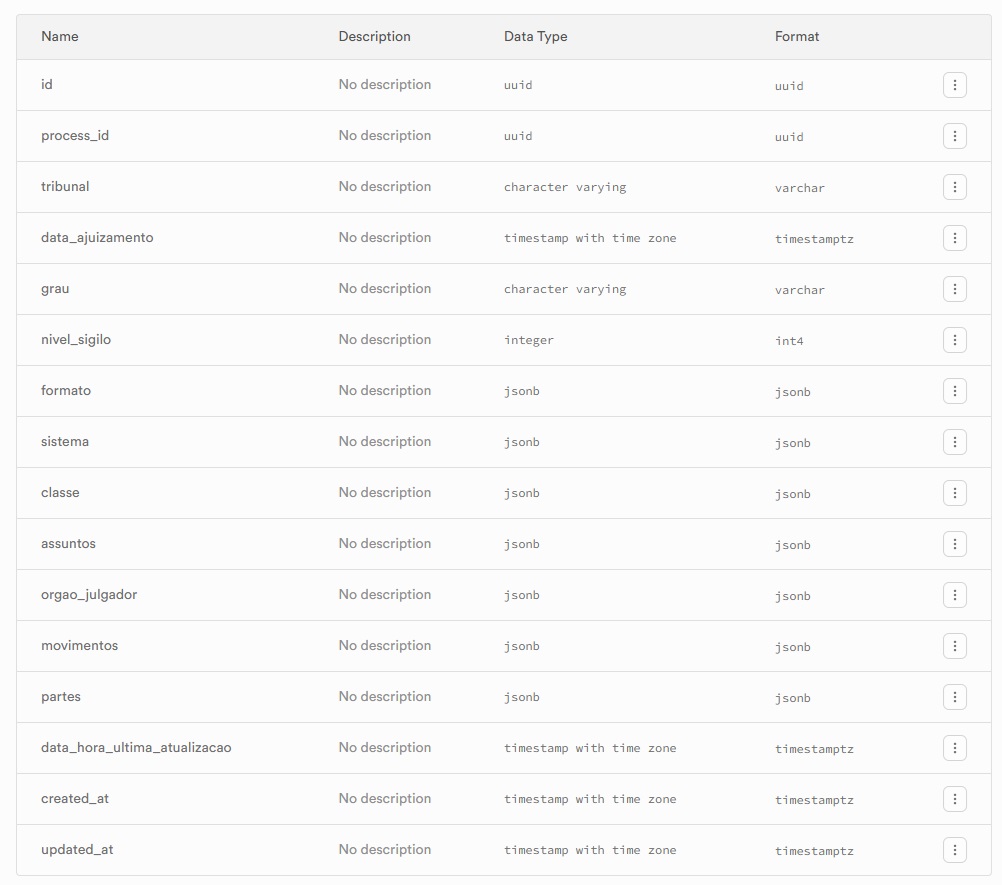 Name Description Data Type Format
id No description uuid uuid
process_id No description uuid uuid
tribunal No description character varying varchar
data_ajuizamento No description timestamp with time zone timestamptz
grau No description character varying varchar
nivel_sigilo No description integer int4
formato No description jsonb jsonb
sistema No description jsonb jsonb
classe No description jsonb jsonb
assuntos No description jsonb jsonb
orgao_julgador No description jsonb jsonb
movimentos No description jsonb jsonb
partes No description jsonb jsonb
data_hora_ultima_atualizacao No description timestamp with time zone timestamptz
created_at No description timestamp with time zone timestamptz
updated_at No description timestamp with time zone timestamptz